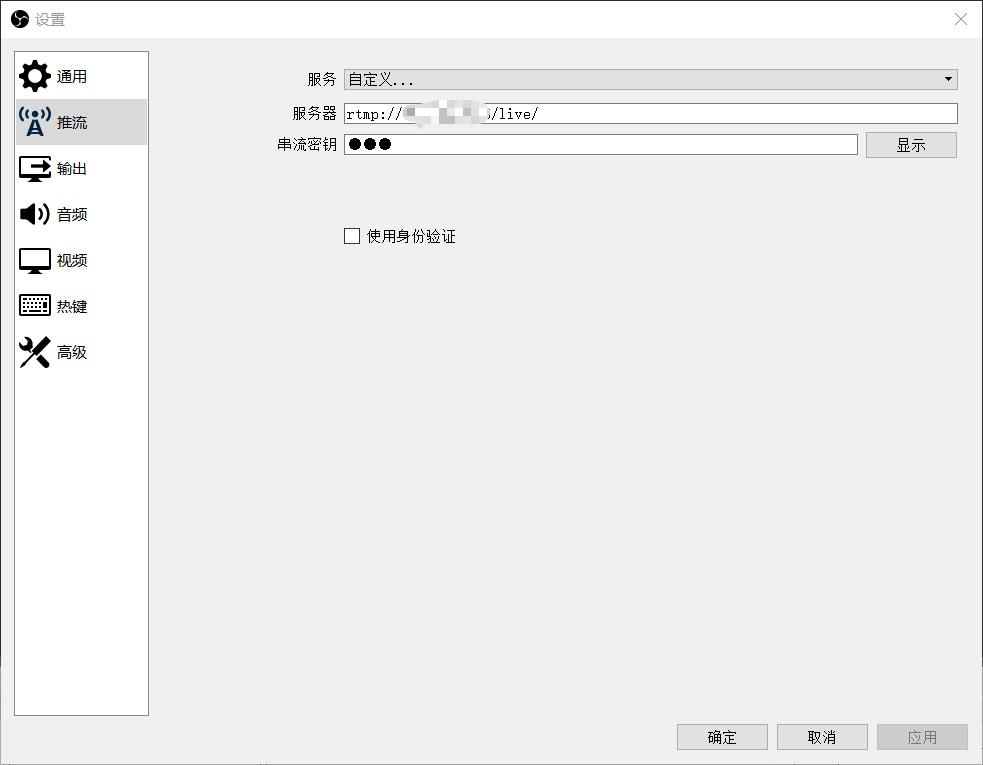 设置
通用
推流
输出
音频
视频
热键
高级
服务 自定义...
服务器 rtmp:// /live/
串流密钥 ●●● 显示
使用身份验证
确定 取消 应用